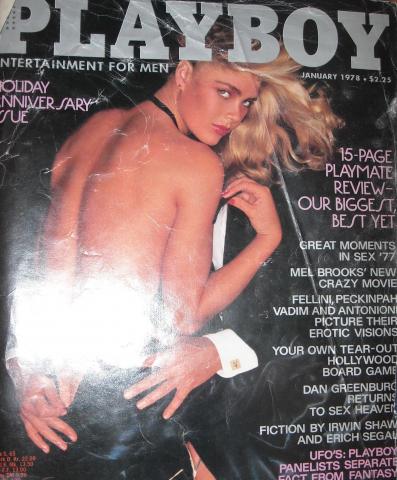 PLAYBOY
ENTERTAINMENT FOR MEN
JANUARY 1978 • $2.25
HOLIDAY
ANNIVERSARY
ISSUE
15-PAGE
PLAYMATE
REVIEW–
OUR BIGGEST,
BEST YET
GREAT MOMENTS
IN SEX '77
MEL BROOKS' NEW
CRAZY MOVIE
FELLINI, PECKINPAH
VADIM AND ANTONIONI
PICTURE THEIR
EROTIC VISIONS
YOUR OWN TEAR-OUT
HOLLYWOOD
BOARD GAME
DAN GREENBURG
RETURNS
TO SEX HEAVEN
FICTION BY IRWIN SHAW
AND ERICH SEGAL
UFO'S: PLAYBOY
PANELISTS SEPARATE
FACT FROM FANTASY